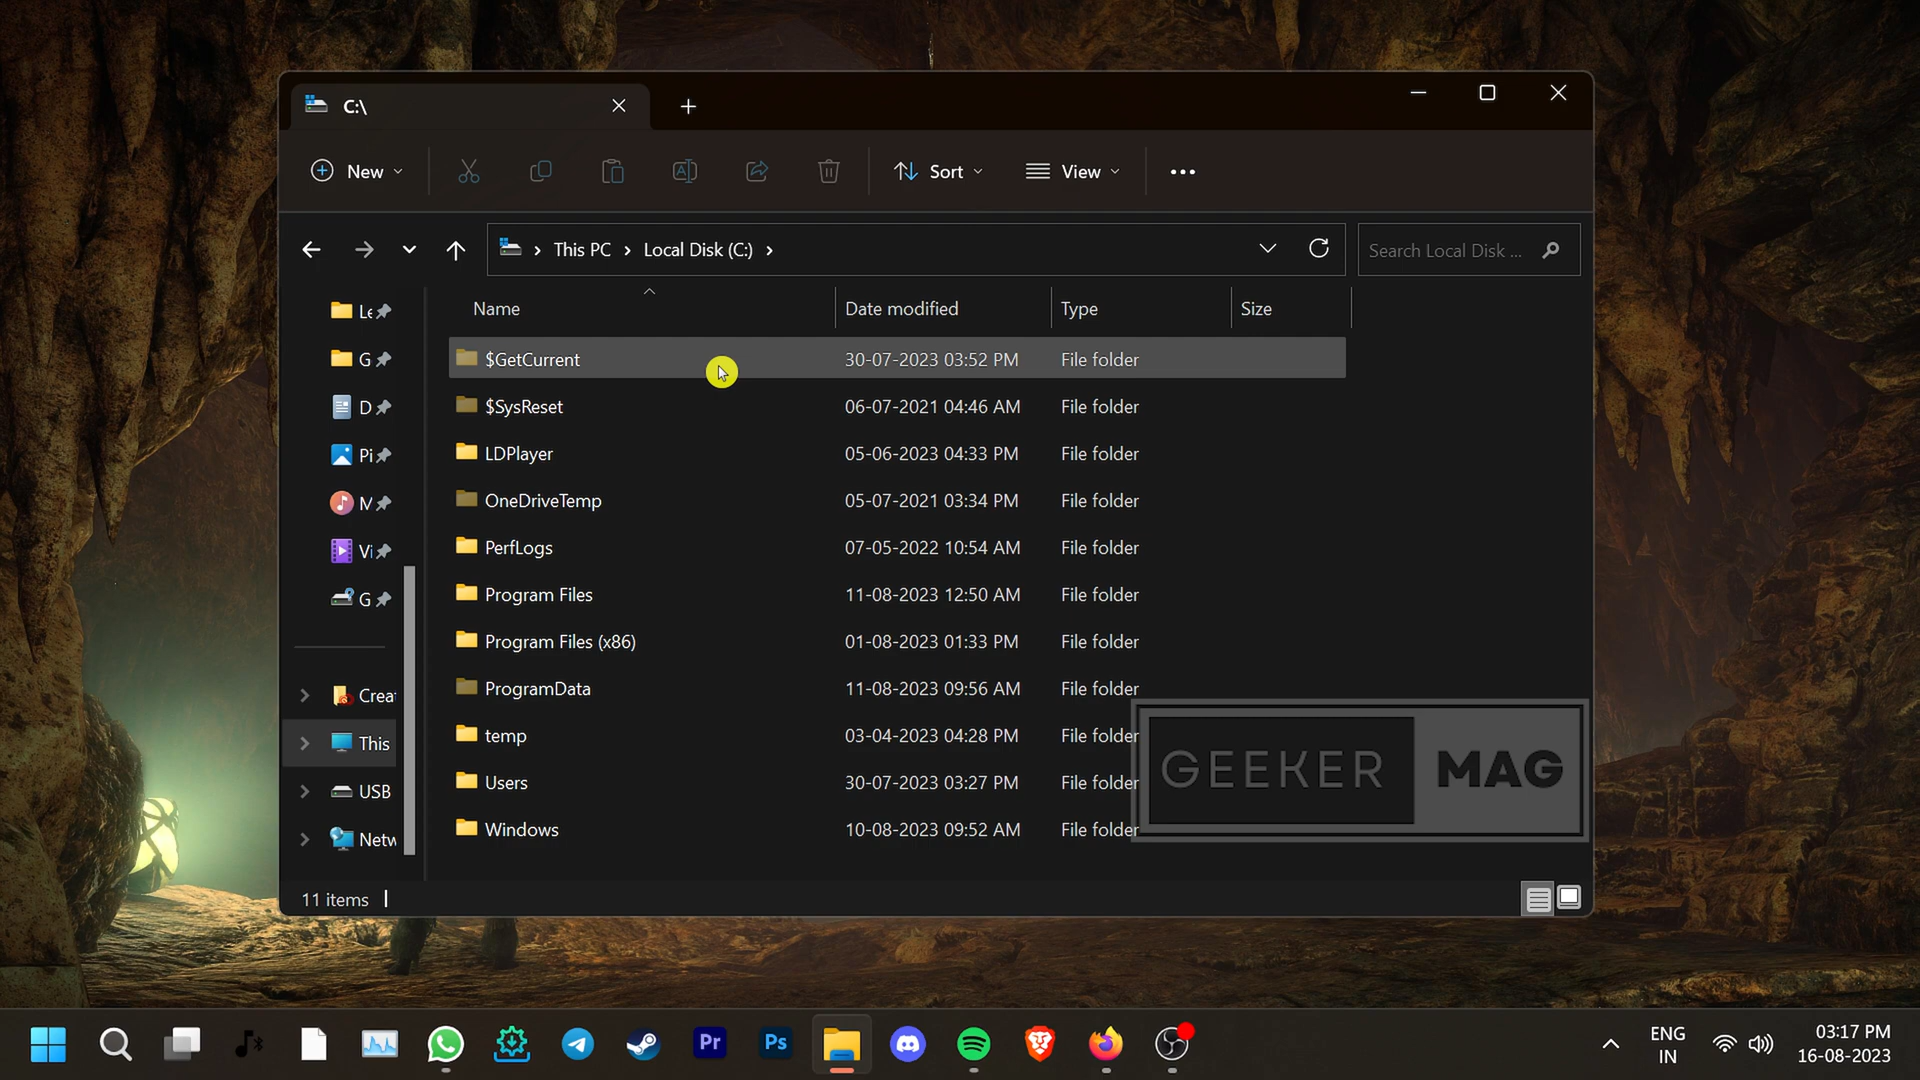 C:\
New
Sort
View
This PC
Local Disk (C:)
Search Local Disk ...
Name
Date modified
Type
Size
$GetCurrent 30-07-2023 03:52 PM File folder
$SysReset 06-07-2021 04:46 AM File folder
LDPlayer 05-06-2023 04:33 PM File folder
OneDriveTemp 05-07-2021 03:34 PM File folder
PerfLogs 07-05-2022 10:54 AM File folder
Program Files 11-08-2023 12:50 AM File folder
Program Files (x86) 01-08-2023 01:33 PM File folder
ProgramData 11-08-2023 09:56 AM File folder
temp 03-04-2023 04:28 PM File folder
Users 30-07-2023 03:27 PM File folder
Windows 10-08-2023 09:52 AM File folder
Le
G
D
Pi
M
Vi
G
Creat
This
USB
Netw
GEEKER MAG
11 items
Pr
Ps
ENG
IN
03:17 PM
16-08-2023